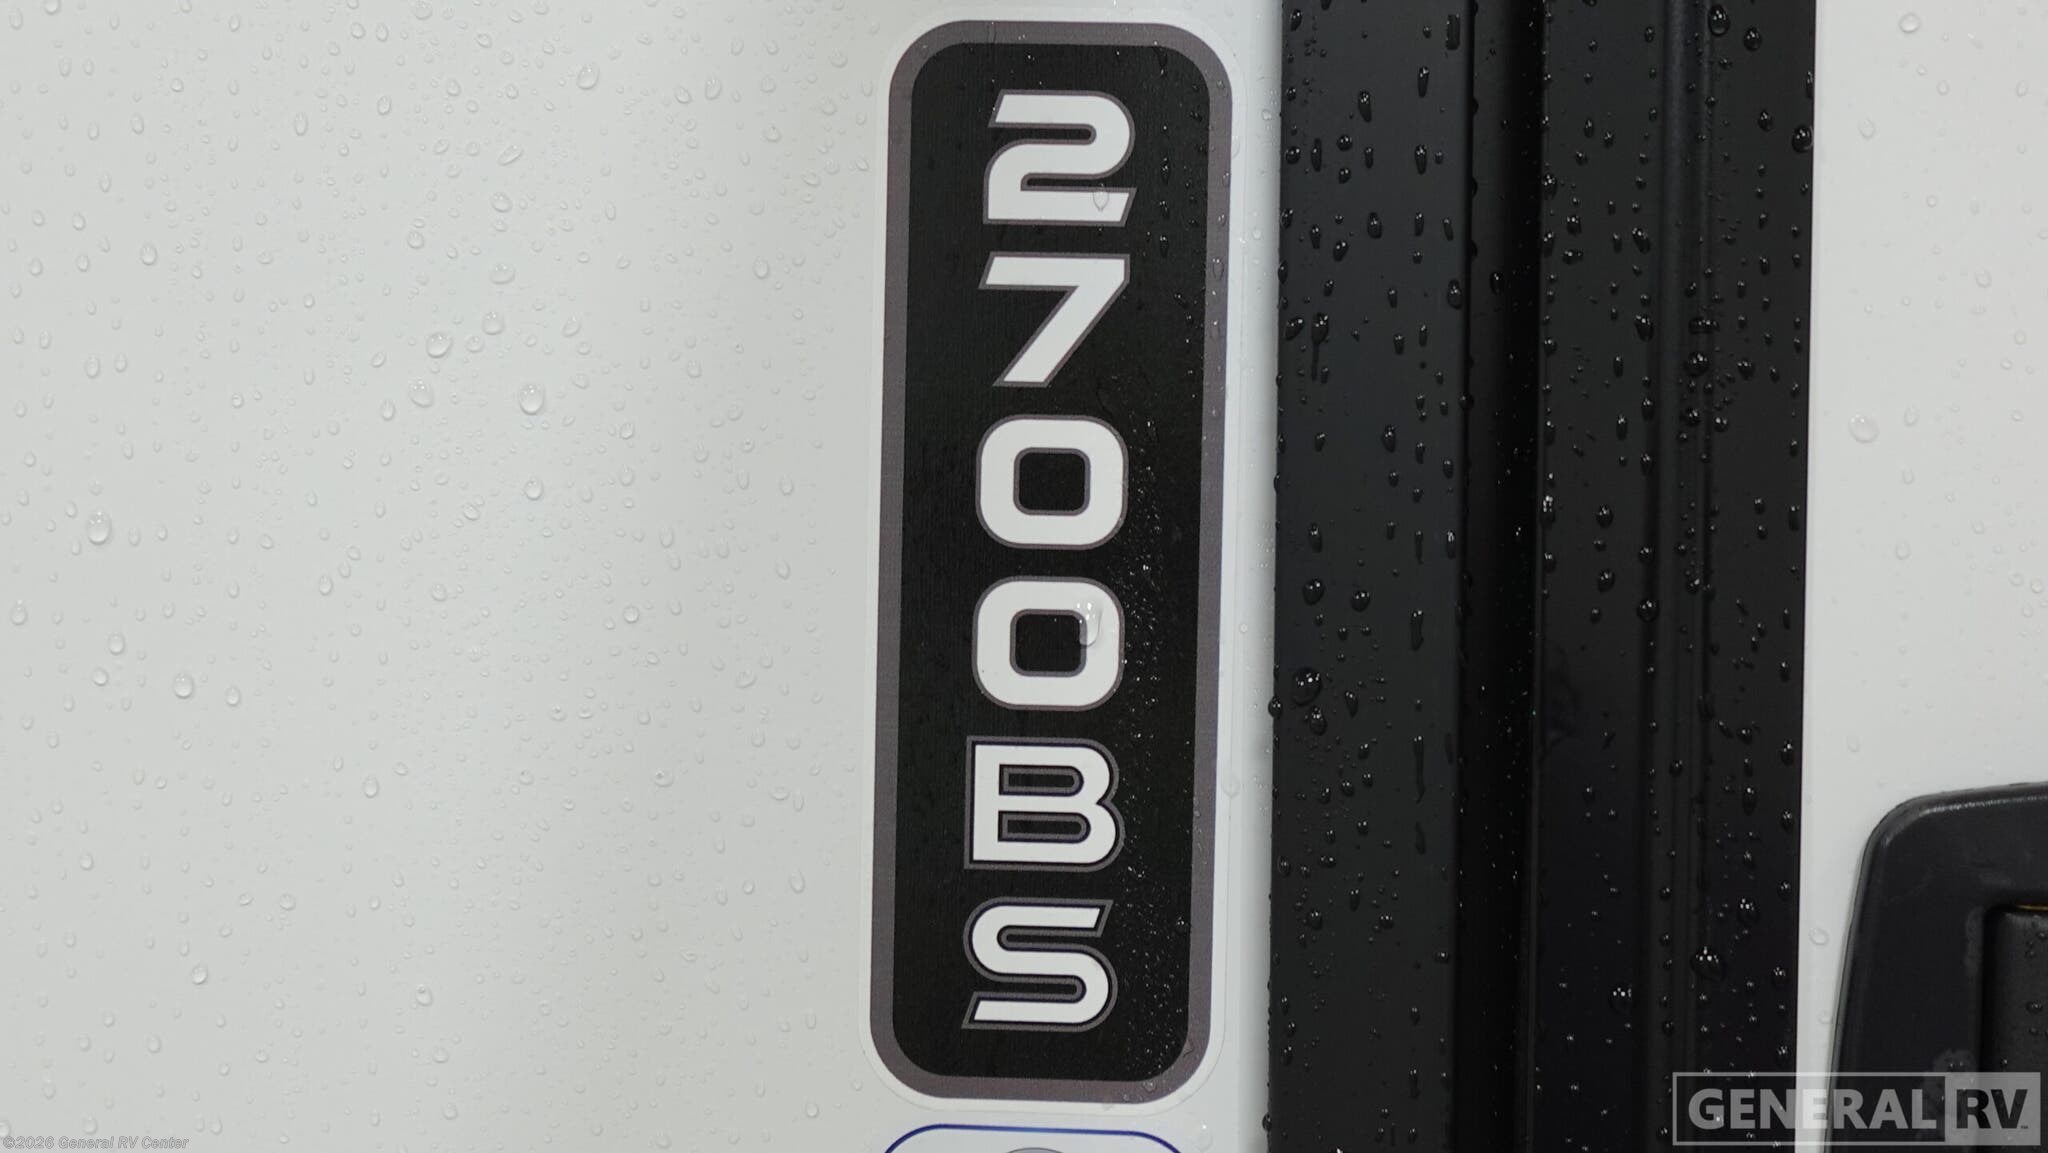 2700BS
GENERAL RV
©2026 General RV Center